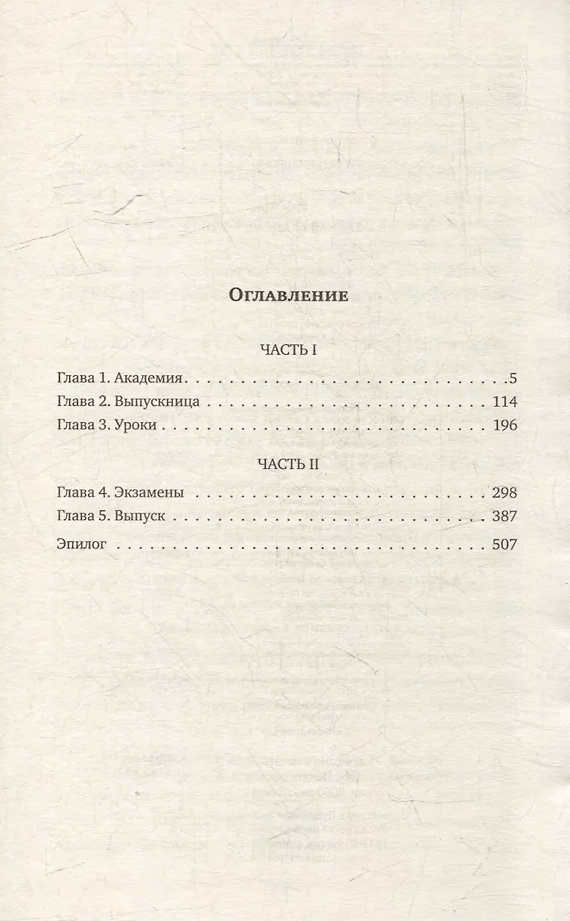 Оглавление
ЧАСТЬ I
Глава 1. Академия. . . . . . . . . . . . . . . . . . . . . . . . . . . . . . . . . . .5
Глава 2. Выпускница . . . . . . . . . . . . . . . . . . . . . . . . . . . . . . . 114
Глава 3. Уроки . . . . . . . . . . . . . . . . . . . . . . . . . . . . . . . . . . . 196
ЧАСТЬ II
Глава 4. Экзамены . . . . . . . . . . . . . . . . . . . . . . . . . . . . . . . . 298
Глава 5. Выпуск . . . . . . . . . . . . . . . . . . . . . . . . . . . . . . . . . . 387
Эпилог . . . . . . . . . . . . . . . . . . . . . . . . . . . . . . . . . . . . . . . . 507